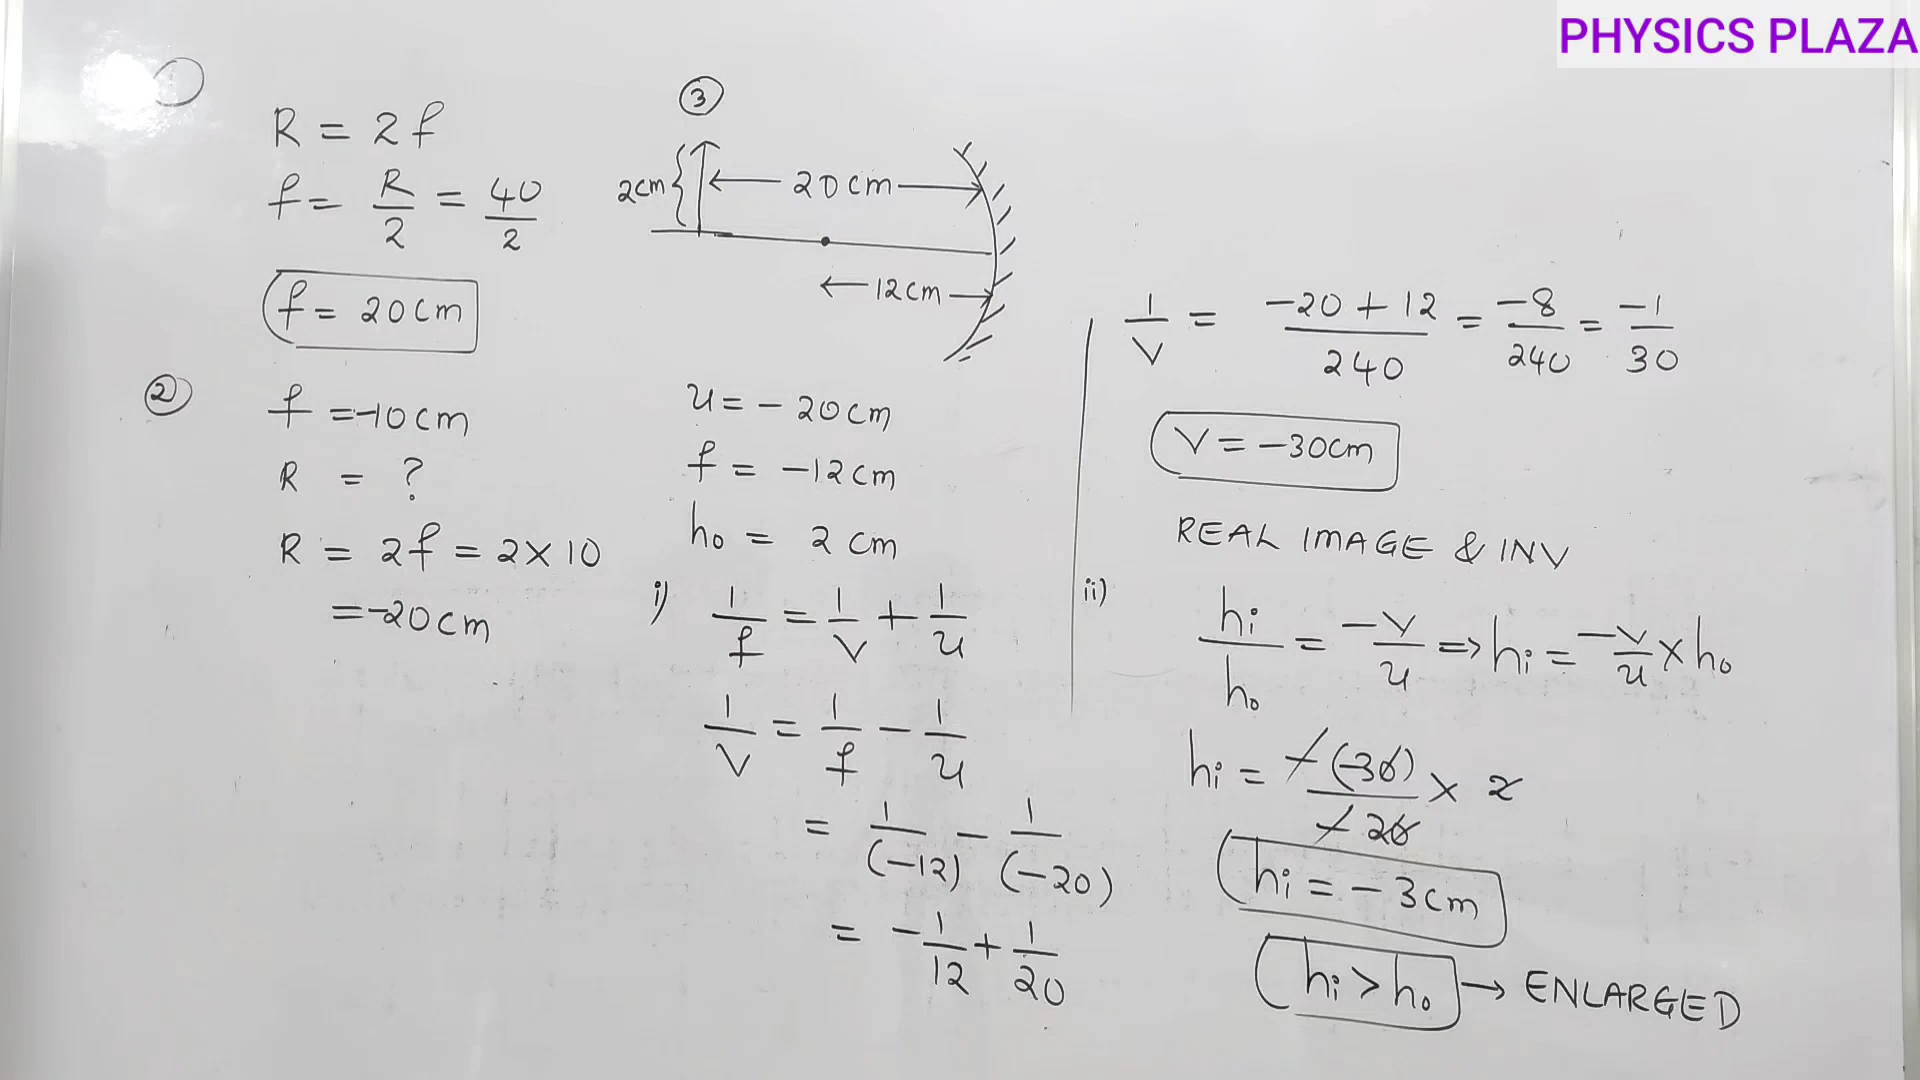 PHYSICS PLAZA
R = 2f
f = R/2 = 40/2
f = 20cm
②
f = -10cm
R = ?
R = 2f = 2 × 10
= -20cm
③
2cm
20cm
12cm
u = - 20cm
f = -12cm
h₀ = 2 cm
i) 1/f = 1/v + 1/u
1/v = 1/f - 1/u
= 1/(-12) - 1/(-20)
= - 1/12 + 1/20
1/v = -20 + 12/240 = -8/240 = -1/30
V = -30cm
REAL IMAGE & INV
ii) hi/h₀ = -v/u => hi = -v/u × h₀
hi = -(-30)/-20 × 2
hi = - 3cm
hi > h₀ → ENLARGED